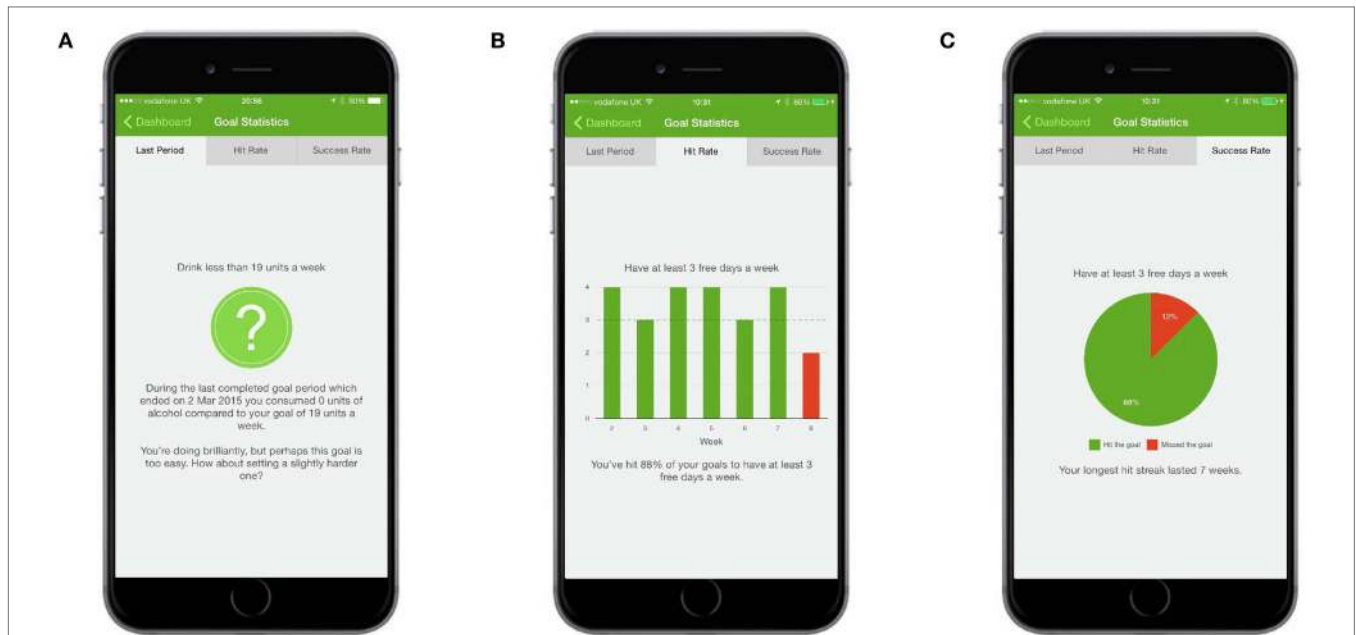 A
vodafone UK
20:56
Dashboard
Goal Statistics
Last Period
Hit Rate
Success Rate
Drink less than 19 units a week
?
During the last completed goal period which
ended on 2 Mar 2015 you consumed 0 units of
alcohol compared to your goal of 19 units a
week.
You're doing brilliantly, but perhaps this goal is
too easy. How about setting a slightly harder
one?
B
vodafone UK
10:31
Dashboard
Goal Statistics
Last Period
Hit Rate
Success Rate
Have at least 3 free days a week
4
3
2
1
0
2 3 4 5 6 7 8
Week
You've hit 88% of your goals to have at least 3
free days a week.
C
vodafone UK
10:31
Dashboard
Goal Statistics
Last Period
Hit Rate
Success Rate
Have at least 3 free days a week
12%
88%
Hit the goal Missed the goal
Your longest hit streak lasted 7 weeks.